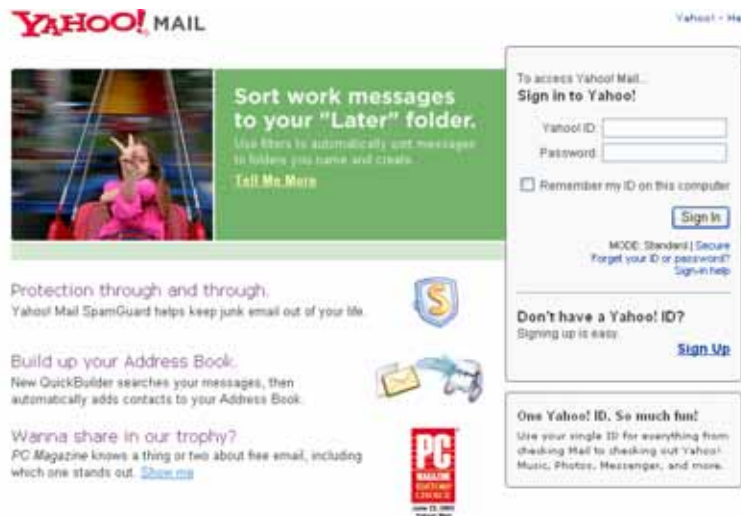 YAHOO! MAIL
Yahoo! - He
Sort work messages
to your "Later" folder.
Use filters to automatically sort messages
to folders you name and create.
Tell Me More
To access Yahoo! Mail...
Sign in to Yahoo!
Yahoo! ID:
Password:
Remember my ID on this computer
Sign In
MODE: Standard | Secure
Forget your ID or password?
Sign-in help
Don't have a Yahoo! ID?
Signing up is easy.
Sign Up
One Yahoo! ID. So much fun!
Use your single ID for everything from
checking Mail to checking out Yahoo!
Music, Photos, Messenger, and more.
Protection through and through.
Yahoo! Mail SpamGuard helps keep junk email out of your life.
S
Build up your Address Book.
New QuickBuilder searches your messages, then
automatically adds contacts to your Address Book.
Wanna share in our trophy?
PC Magazine knows a thing or two about free email, including
which one stands out. Show me
PC
MAGAZINE
EDITORS'
CHOICE
Yahoo! Mail